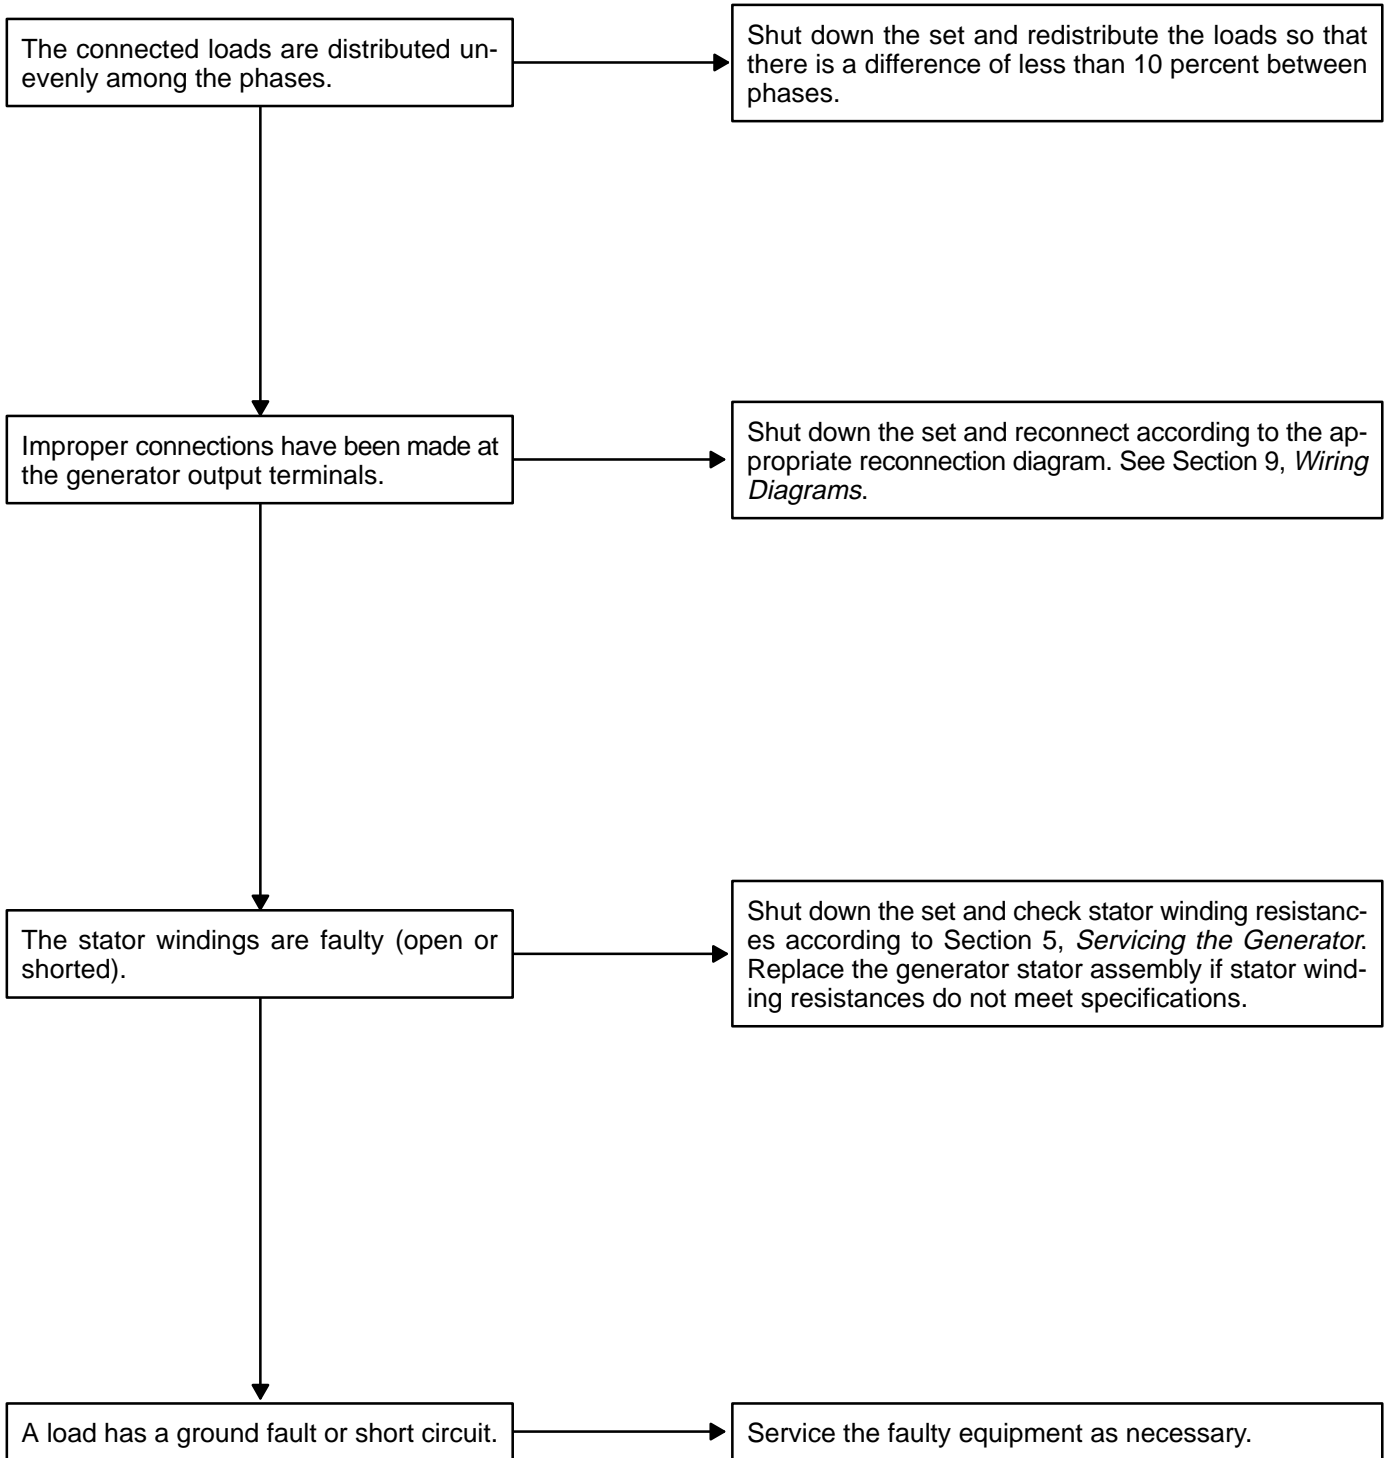 The connected loads are distributed un-
evenly among the phases.
Shut down the set and redistribute the loads so that
there is a difference of less than 10 percent between
phases.
Improper connections have been made at
the generator output terminals.
Shut down the set and reconnect according to the ap-
propriate reconnection diagram. See Section 9, Wiring
Diagrams.
The stator windings are faulty (open or
shorted).
Shut down the set and check stator winding resistanc-
es according to Section 5, Servicing the Generator.
Replace the generator stator assembly if stator wind-
ing resistances do not meet specifications.
A load has a ground fault or short circuit.
Service the faulty equipment as necessary.